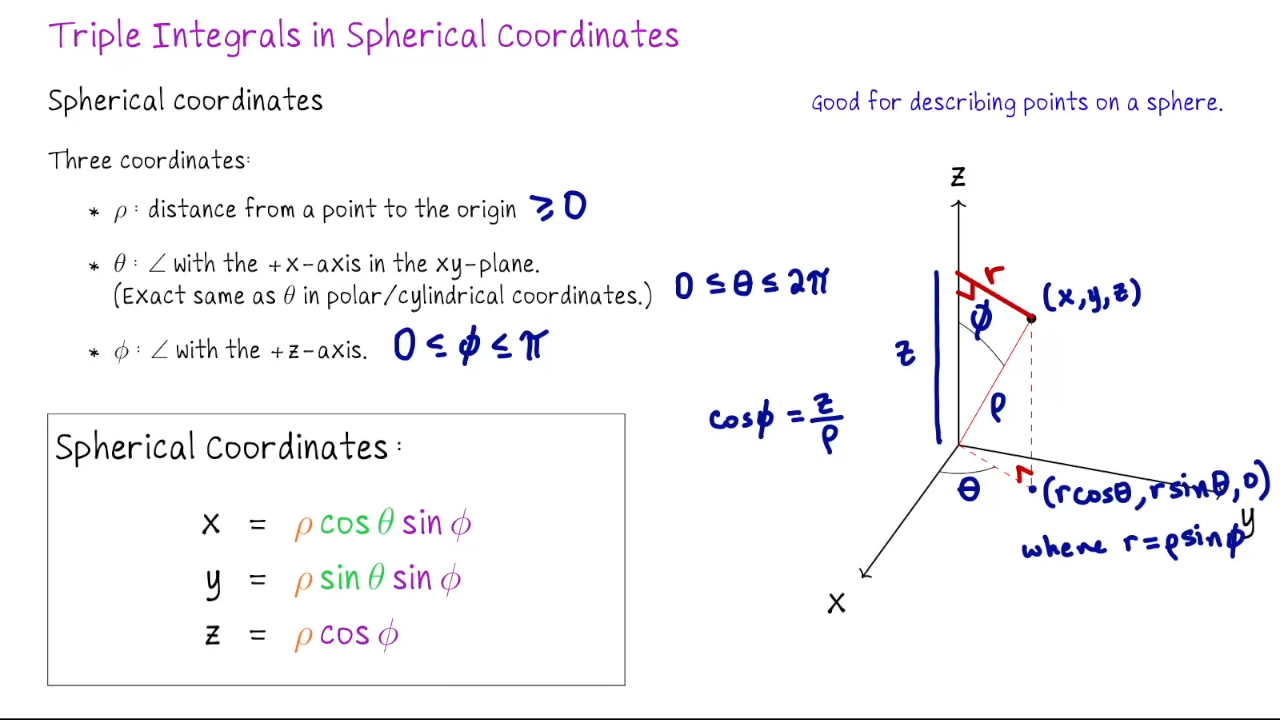 Triple Integrals in Spherical Coordinates
Spherical coordinates
Good for describing points on a sphere.
Three coordinates:
* ρ : distance from a point to the origin ≥ 0
* θ : ∠ with the +x-axis in the xy-plane.
(Exact same as θ in polar/cylindrical coordinates.) 0 ≤ θ ≤ 2π
* ϕ : ∠ with the +z-axis. 0 ≤ ϕ ≤ π
Spherical Coordinates:
x = ρ cos θ sin ϕ
y = ρ sin θ sin ϕ
z = ρ cos ϕ
cosϕ = z/ρ
z
r
(x,y,z)
ϕ
z
ρ
r
θ
(rcosθ, rsinθ, 0)
y
where r = ρsinϕ
x